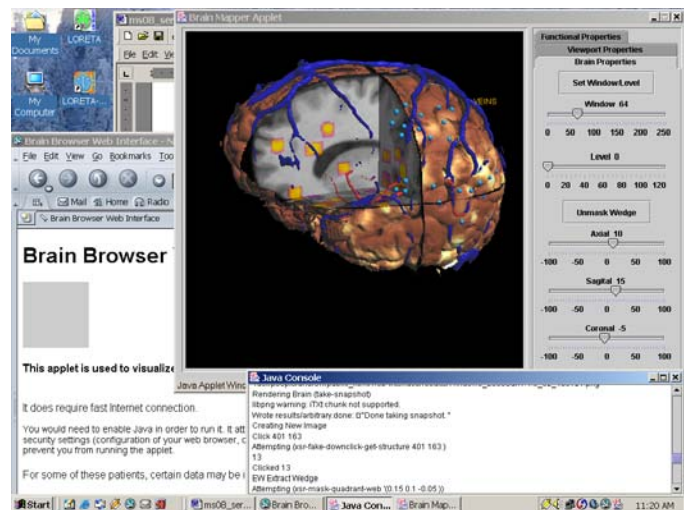 My Documents
LORETA
My Computer
LORETA-...
ms08_ser
File Edit
Brain Mapper Applet
VEINS
Functional Properties
Viewport Properties
Brain Properties
Set Window/Level
Window 64
0 50 100 150 200 250
Level 0
0 20 40 60 80 100 120
Unmask Wedge
Axial 10
-100 -50 0 50 100
Sagital 15
-100 -50 0 50 100
Coronal -5
-100 -50 0 50 100
Brain Browser Web Interface - N
File Edit View Go Bookmarks Too
Mail Home Radio
Brain Browser Web Interface
Brain Browser
This applet is used to visualize
It does require fast Internet connection.
You would need to enable Java in order to run it. It att
security settings (configuration of your web browser, c
prevent you from running the applet.
For some of these patients, certain data may be i
Java Applet Wind
Java Console
Rendering Brain (take-snapshot)
libpng warning: iTXt chunk not supported.
Wrote results/arbitrary done: 0"Done taking snapshot."
Creating New Image
Click 401 163
Attempting (xsr-fake-downclick-get-structure 401 163 )
13
Clicked 13
EW Extract Wedge
Attempting (xsr-mask-quadrant-web '(0.15 0.1 -0.05 ))
Start
ms08_ser...
Brain Bro...
Java Con...
Brain Map...
11:20 AM